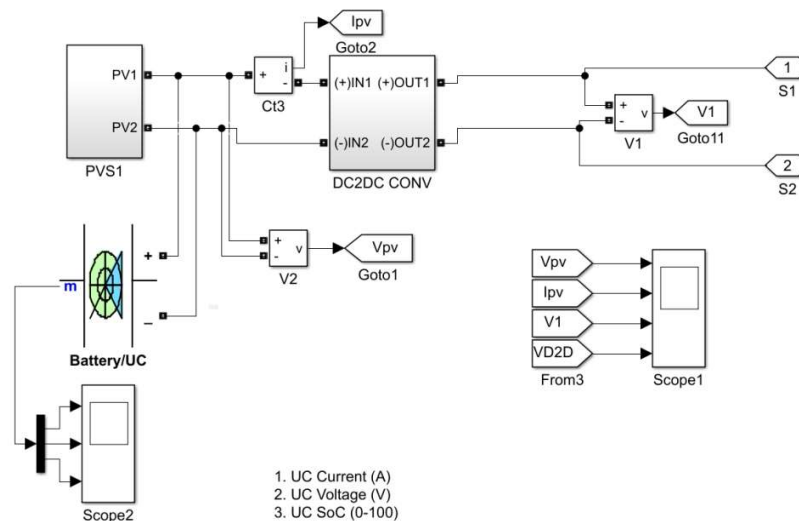 Ipv
Goto2
PV1
PV2
PVS1
+
i
-
Ct3
(+)IN1 (+)OUT1
(-)IN2 (-)OUT2
DC2DC CONV
1
S1
+
-
v
V1
V1
Goto11
2
S2
+
-
v
V2
Vpv
Goto1
+
m
–
Battery/UC
Vpv
Ipv
V1
VD2D
From3
Scope1
Scope2
1. UC Current (A)
2. UC Voltage (V)
3. UC SoC (0-100)